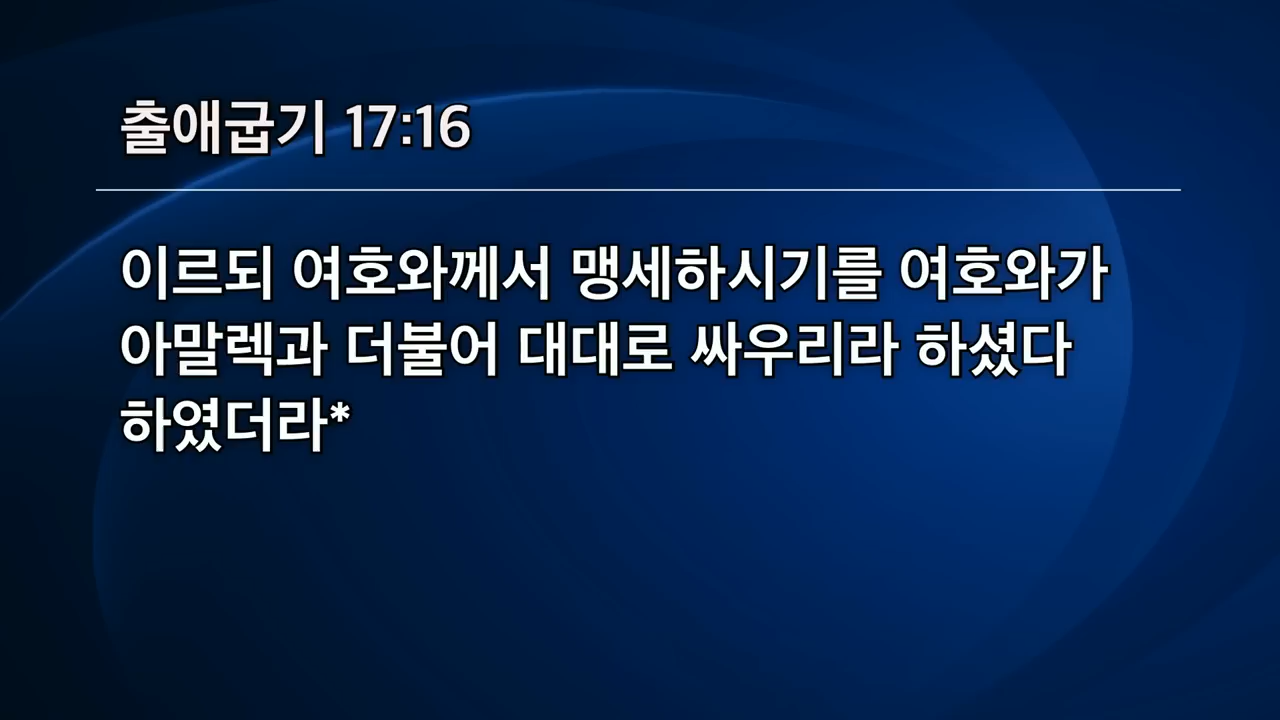 출애굽기 17:16
이르되 여호와께서 맹세하시기를 여호와가
아말렉과 더불어 대대로 싸우리라 하셨다
하였더라*